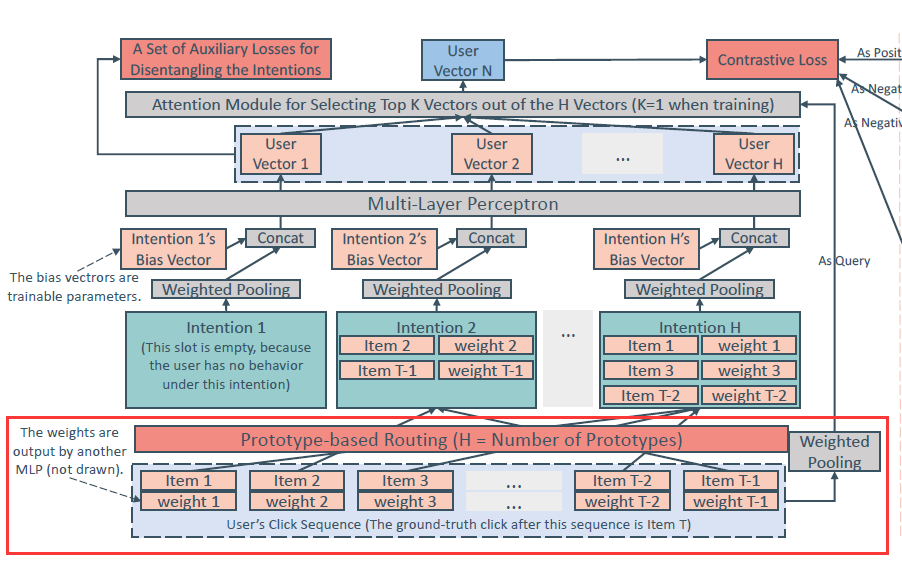 A Set of Auxiliary Losses for
Disentangling the Intentions
User
Vector N
Contrastive Loss
As Posit
As Negat
As Negative
Attention Module for Selecting Top K Vectors out of the H Vectors (K=1 when training)
User
Vector 1
User
Vector 2
...
User
Vector H
Multi-Layer Perceptron
Intention 1's
Bias Vector
Concat
Intention 2's
Bias Vector
Concat
Intention H's
Bias Vector
Concat
As Query
The bias vectrors are
trainable parameters.
Weighted Pooling
Weighted Pooling
Weighted Pooling
Intention 1
(This slot is empty, because
the user has no behavior
under this intention)
Intention 2
Item 2 weight 2
Item T-1 weight T-1
...
Intention H
Item 1 weight 1
Item 3 weight 3
Item T-2 weight T-2
The weights are
output by another
MLP (not drawn).
Prototype-based Routing (H = Number of Prototypes)
Weighted
Pooling
Item 1 Item 2 Item 3 ... Item T-2 Item T-1
weight 1 weight 2 weight 3 ... weight T-2 weight T-1
User's Click Sequence (The ground-truth click after this sequence is Item T)